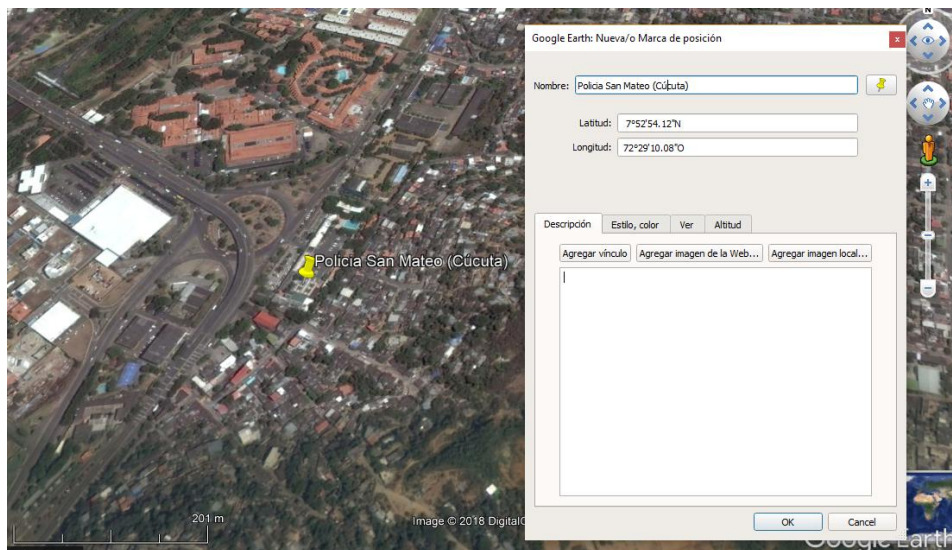 Google Earth: Nueva/o Marca de posición
x
N
Nombre: Policia San Mateo (Cúcuta)
Latitud: 7°52'54.12"N
Longitud: 72°29'10.08"O
Descripción Estilo, color Ver Altitud
Agregar vínculo Agregar imagen de la Web... Agregar imagen local...
Policia San Mateo (Cúcuta)
201 m
Image © 2018 Digital
OK Cancel
Google Earth